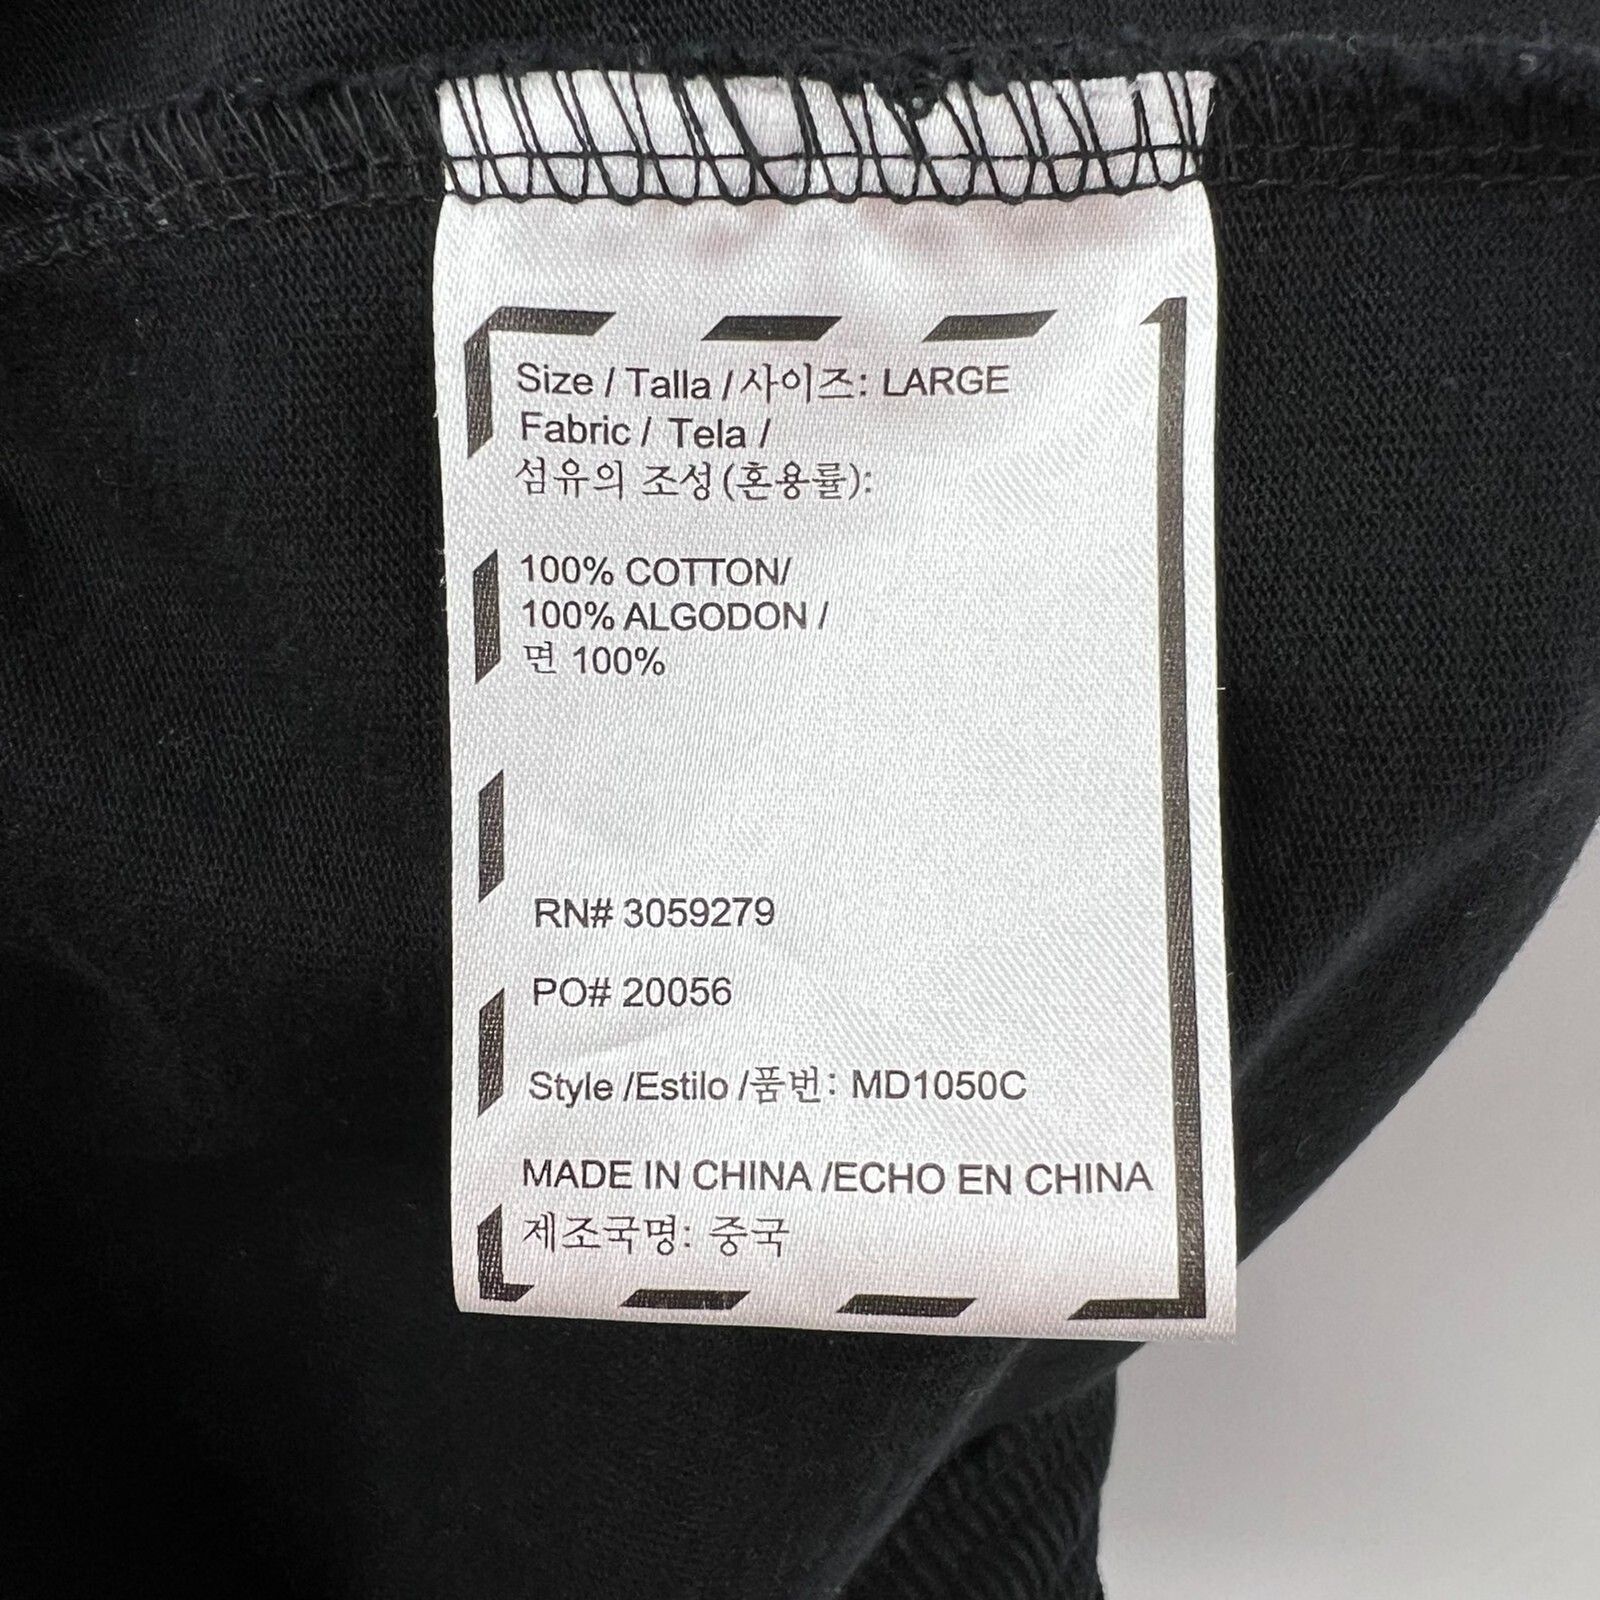 Size / Talla / 사이즈: LARGE
Fabric / Tela /
섬유의 조성(혼용률):
100% COTTON/
100% ALGODON /
면 100%
RN# 3059279
PO# 20056
Style /Estilo /품번: MD1050C
MADE IN CHINA /ECHO EN CHINA
제조국명: 중국